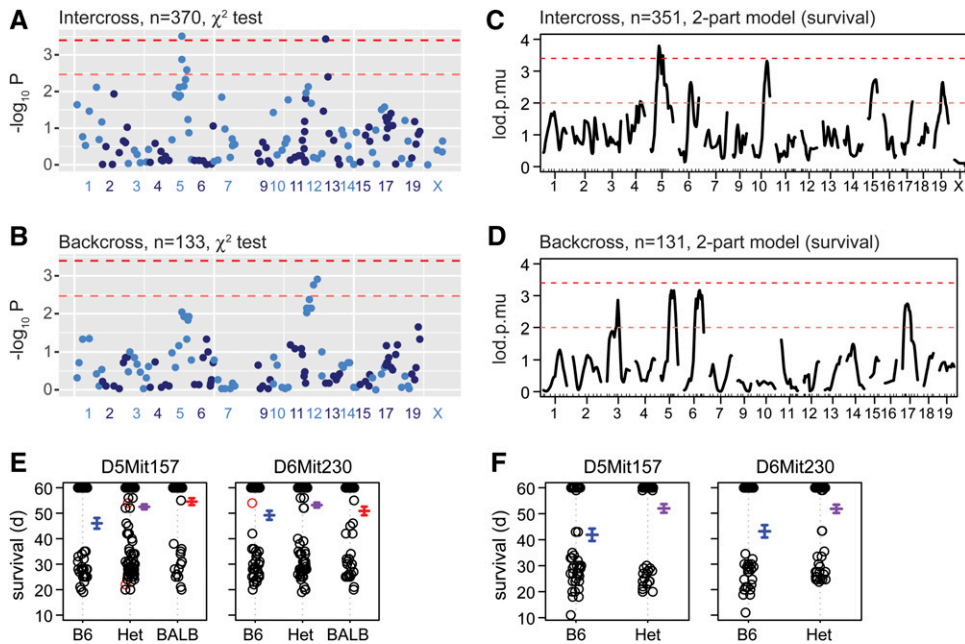 A
Intercross, n=370, χ² test
-log10 P
3
2
1
0
1 2 3 4 5 6 7 9 10 11 12 13 14 15 17 19 X
B
Backcross, n=133, χ² test
-log10 P
3
2
1
0
1 2 3 4 5 6 7 9 10 11 12 13 14 15 17 19 X
C
Intercross, n=351, 2-part model (survival)
lod.p.mu
4
3
2
1
0
1 2 3 4 5 6 7 8 9 10 11 12 13 14 15 16 17 18 19 X
D
Backcross, n=131, 2-part model (survival)
lod.p.mu
4
3
2
1
0
1 2 3 4 5 6 7 8 9 10 11 12 13 14 15 16 17 18 19
E
D5Mit157 D6Mit230
survival (d)
60
50
40
30
20
10
B6 Het BALB B6 Het BALB
F
D5Mit157 D6Mit230
survival (d)
60
50
40
30
20
10
B6 Het B6 Het